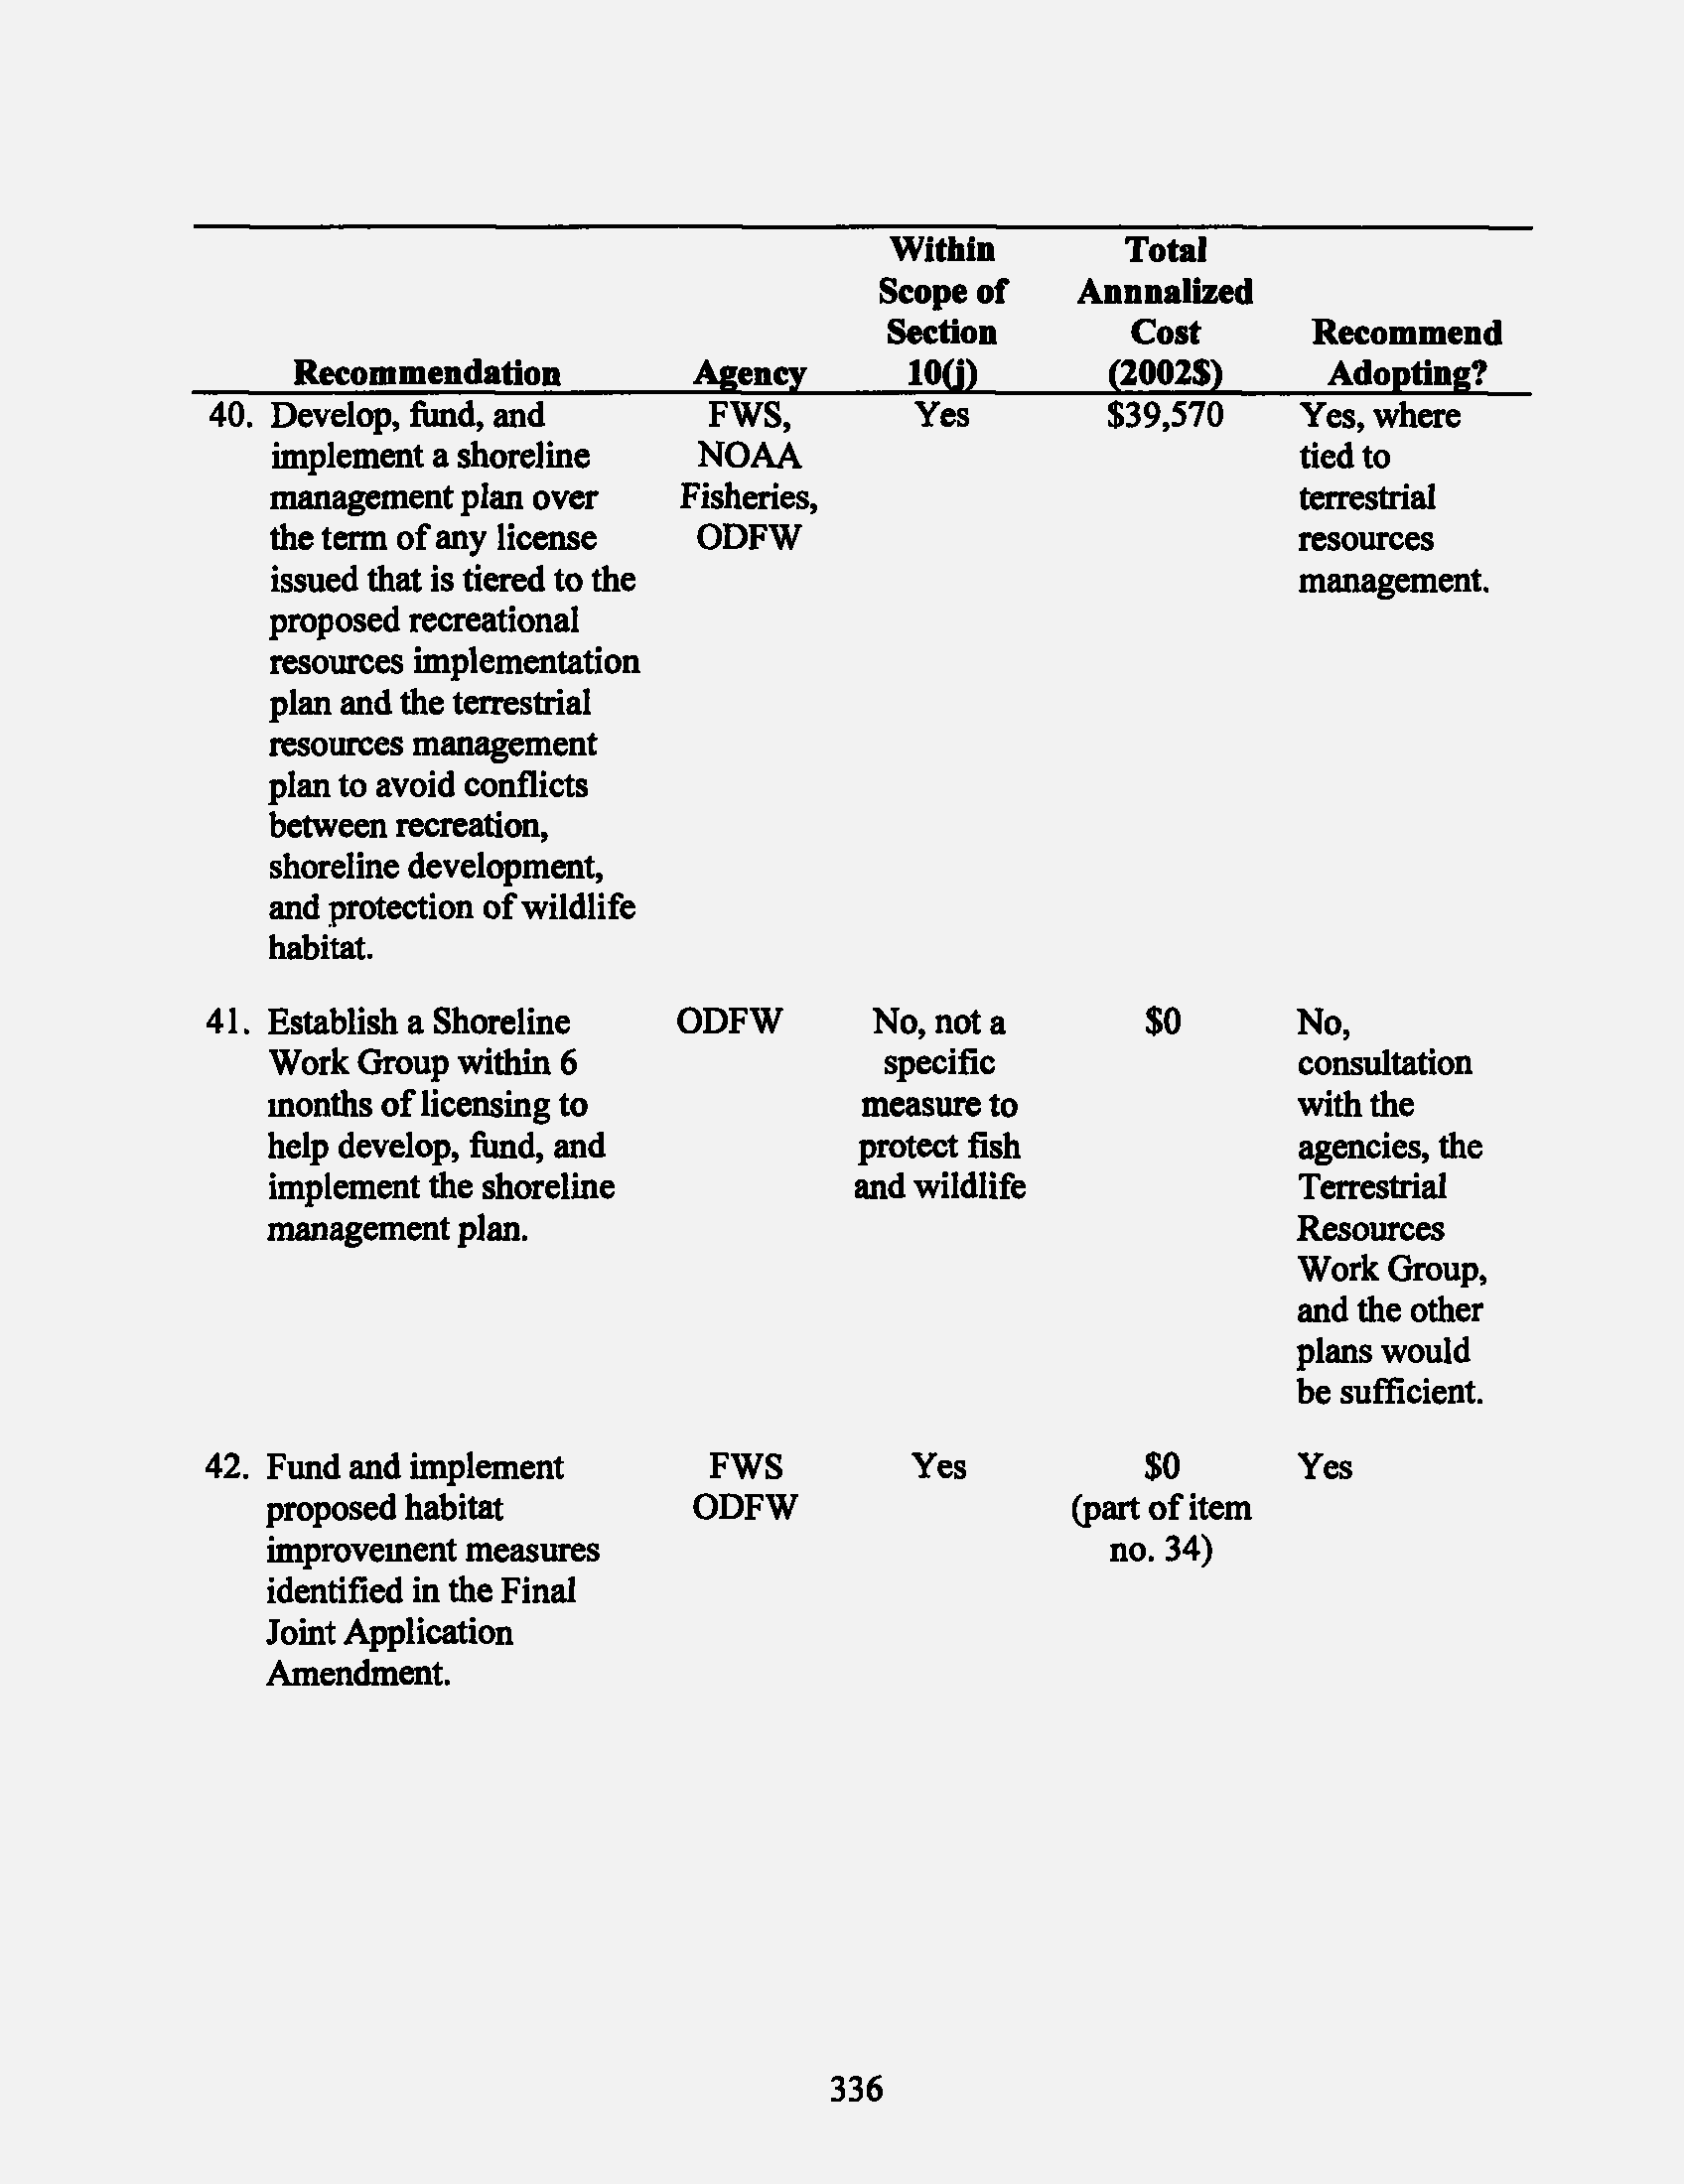 Within
Scope of
Section
10(j)
Total
Annnalized
Cost
(2002$)
Recommend
Adopting?
Recommendation
Agency
40. Develop, fund, and
implement a shoreline
management plan over
the term of any license
issued that is tiered to the
proposed recreational
resources implementation
plan and the terrestrial
resources management
plan to avoid conflicts
between recreation,
shoreline development,
and protection of wildlife
habitat.
FWS,
NOAA
Fisheries,
ODFW
Yes
$39,570
Yes, where
tied to
terrestrial
resources
management.
41. Establish a Shoreline
Work Group within 6
months of licensing to
help develop, fund, and
implement the shoreline
management plan.
ODFW
No, not a
specific
measure to
protect fish
and wildlife
$0
No,
consultation
with the
agencies, the
Terrestrial
Resources
Work Group,
and the other
plans would
be sufficient.
42. Fund and implement
proposed habitat
improvement measures
identified in the Final
Joint Application
Amendment.
FWS
ODFW
Yes
$0
(part of item
no. 34)
Yes
336